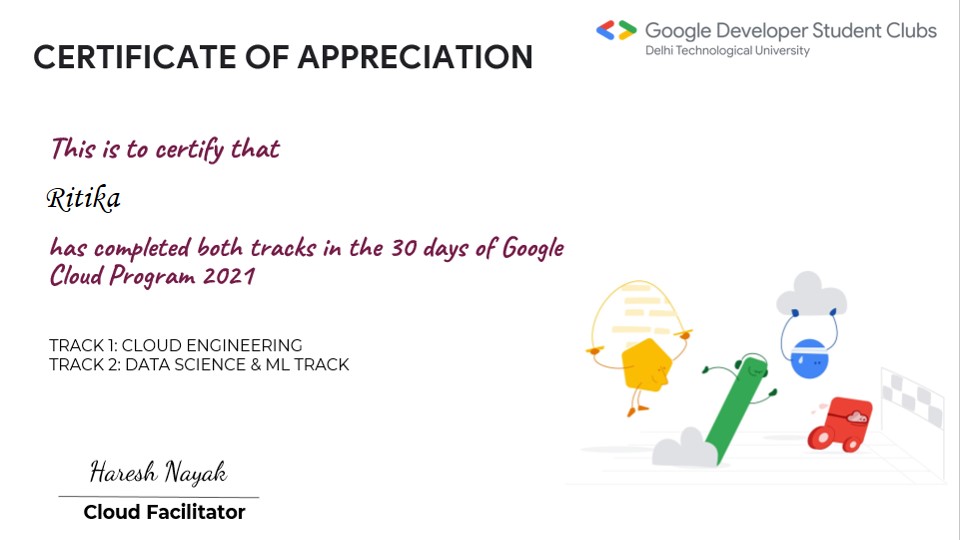 CERTIFICATE OF APPRECIATION
Google Developer Student Clubs
Delhi Technological University
This is to certify that
Ritika
has completed both tracks in the 30 days of Google
Cloud Program 2021
TRACK 1: CLOUD ENGINEERING
TRACK 2: DATA SCIENCE & ML TRACK
Haresh Nayak
Cloud Facilitator